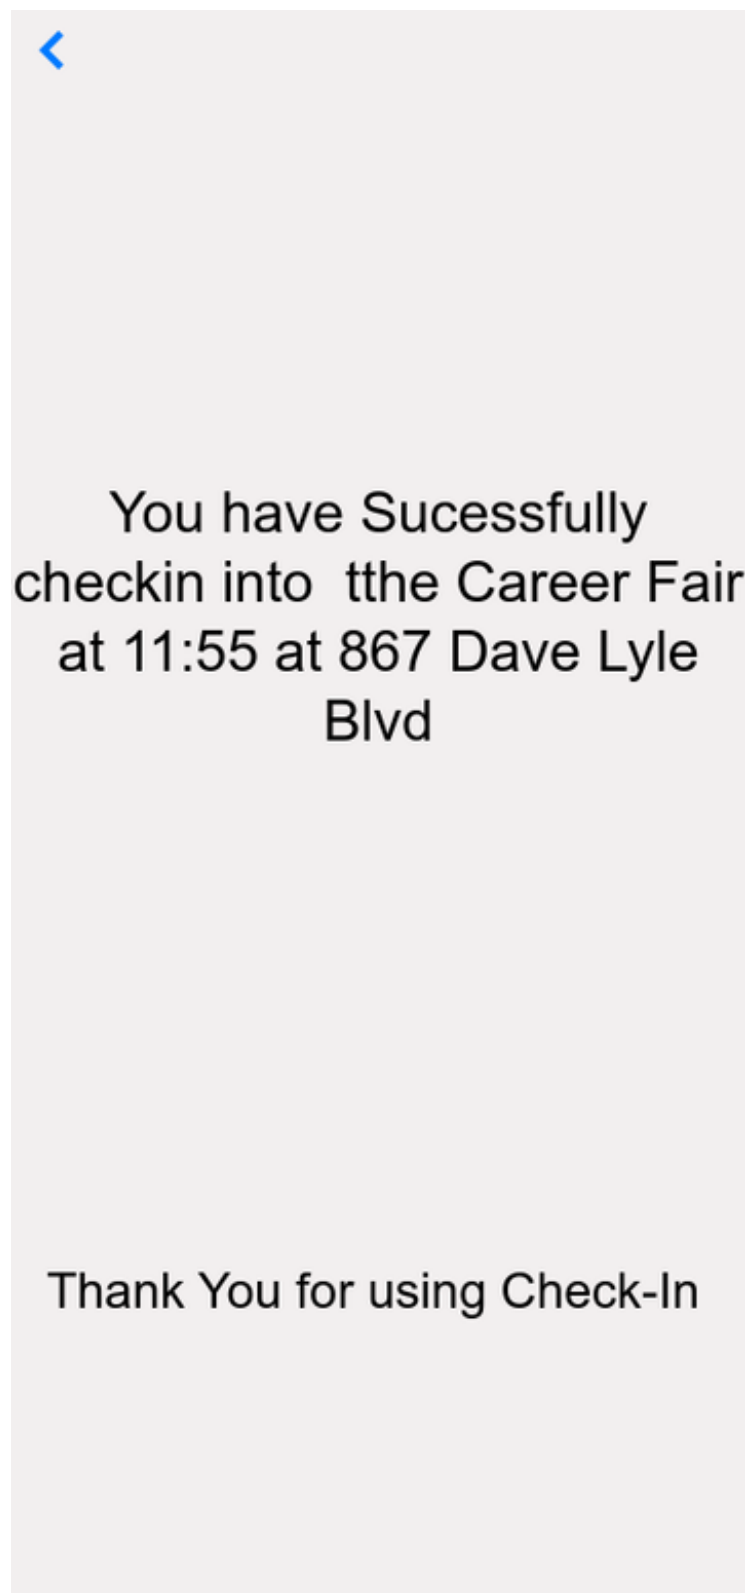 You have Sucessfully
checkin into  tthe Career Fair
at 11:55 at 867 Dave Lyle
Blvd
Thank You for using Check-In